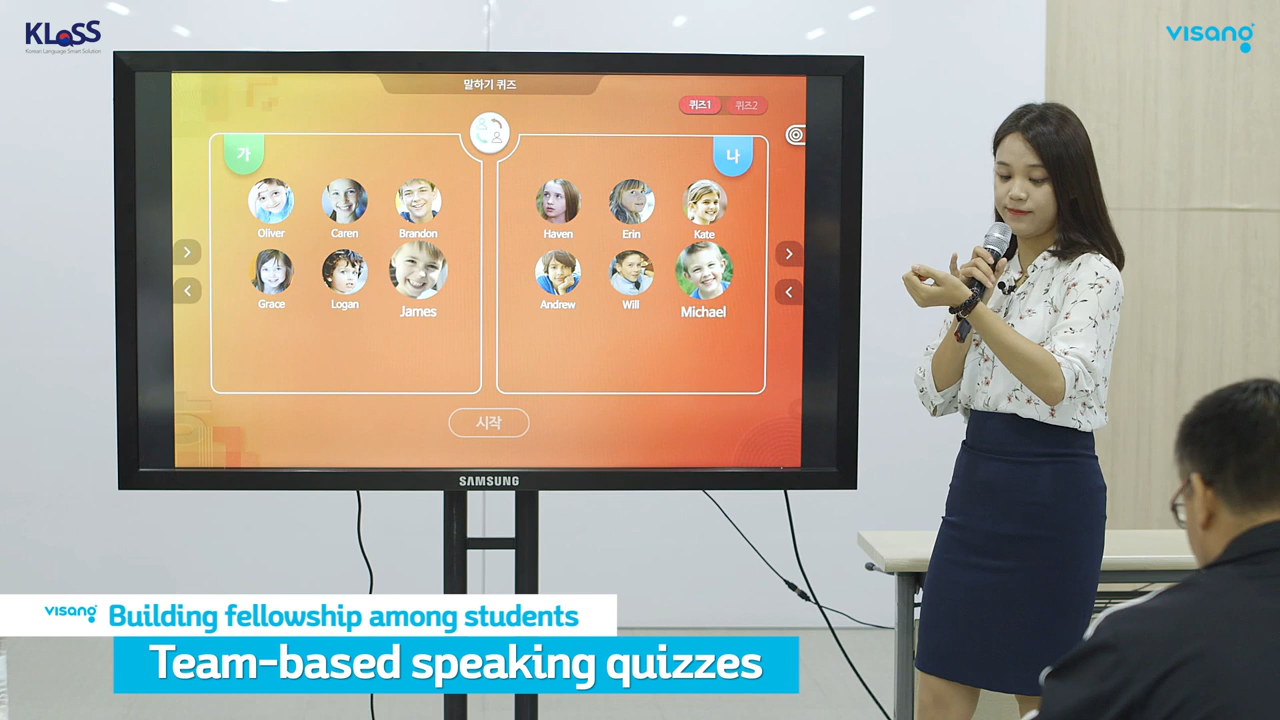 KLaSS
Korean Language Smart Solution
visang
말하기 퀴즈
퀴즈1
퀴즈2
가
나
Oliver
Caren
Brandon
Haven
Erin
Kate
Grace
Logan
James
Andrew
Will
Michael
시작
SAMSUNG
visang
Building fellowship among students
Team-based speaking quizzes